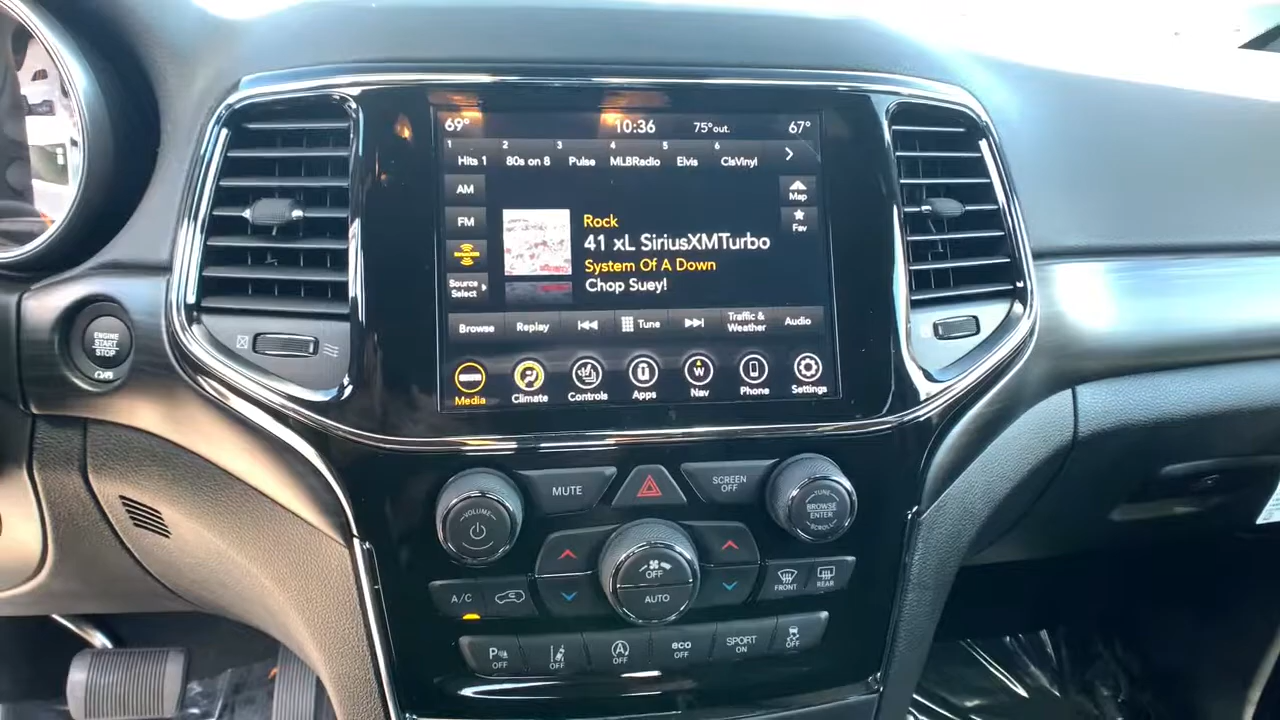 69° 10:36 75°out. 67°
1 2 3 4 5 6
Hits 1 80s on 8 Pulse MLBRadio Elvis ClsVinyl
AM
Map
FM
Fav
Rock
41 xL SiriusXMTurbo
SiriusXM
System Of A Down
Source
Select
Chop Suey!
Browse Replay Tune Traffic & Weather Audio
W
Media Climate Controls Apps Nav Phone Settings
ENGINE
START
STOP
MUTE
SCREEN
OFF
VOLUME
TUNE
BROWSE
ENTER
SCROLL
OFF
AUTO
A/C
FRONT
REAR
P OFF
OFF
A OFF
eco OFF
SPORT ON
OFF